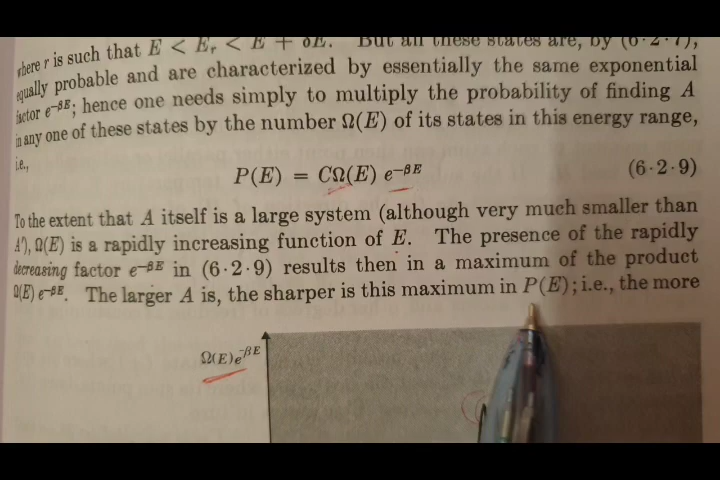 where r is such that E < Eᵣ < E + δE. But all these states are, by (6·2·7),
equally probable and are characterized by essentially the same exponential
factor e⁻ᵝᴱ; hence one needs simply to multiply the probability of finding A
in any one of these states by the number Ω(E) of its states in this energy range,
i.e.,
P(E) = CΩ(E) e⁻ᵝᴱ (6·2·9)
To the extent that A itself is a large system (although very much smaller than
A′), Ω(E) is a rapidly increasing function of E. The presence of the rapidly
decreasing factor e⁻ᵝᴱ in (6·2·9) results then in a maximum of the product
Ω(E) e⁻ᵝᴱ. The larger A is, the sharper is this maximum in P(E); i.e., the more
Ω(E)e⁻ᵝᴱ